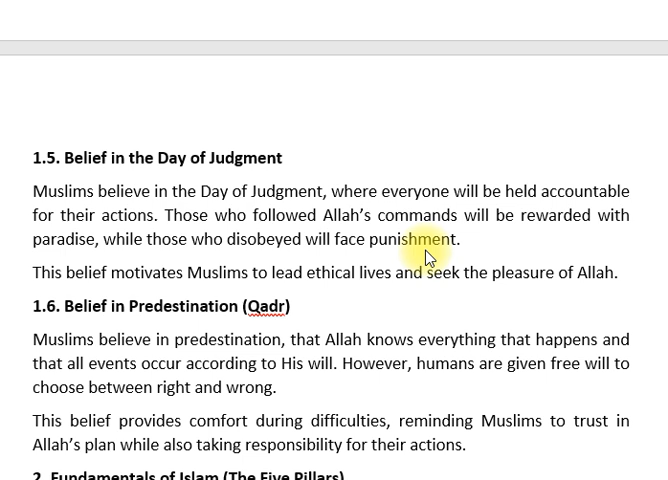 1.5. Belief in the Day of Judgment
Muslims believe in the Day of Judgment, where everyone will be held accountable
for their actions. Those who followed Allah’s commands will be rewarded with
paradise, while those who disobeyed will face punishment.
This belief motivates Muslims to lead ethical lives and seek the pleasure of Allah.
1.6. Belief in Predestination (Qadr)
Muslims believe in predestination, that Allah knows everything that happens and
that all events occur according to His will. However, humans are given free will to
choose between right and wrong.
This belief provides comfort during difficulties, reminding Muslims to trust in
Allah’s plan while also taking responsibility for their actions.
2. Fundamentals of Islam (The Five Pillars)